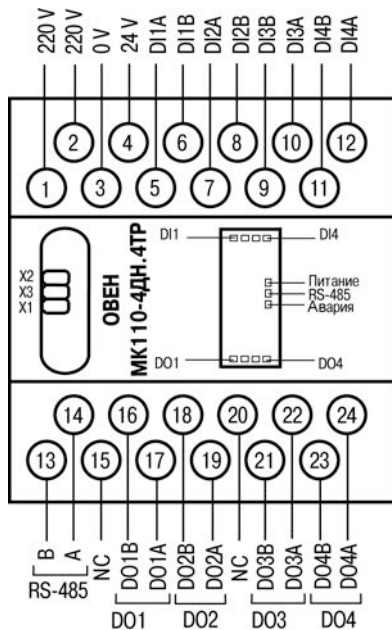 220 V
220 V
0 V
24 V
DI1A
DI1B
DI2A
DI2B
DI3B
DI3A
DI4B
DI4A
2
4
6
8
10
12
1
3
5
7
9
11
DI1
DI4
X2
X3
X1
ОВЕН
МК110-4ДН.4ТР
Питание
RS-485
Авария
DO1
DO4
14
16
18
20
22
24
13
15
17
19
21
23
B
A
NC
DO1B
DO1A
DO2B
DO2A
NC
DO3B
DO3A
DO4B
DO4A
RS-485
DO1
DO2
DO3
DO4